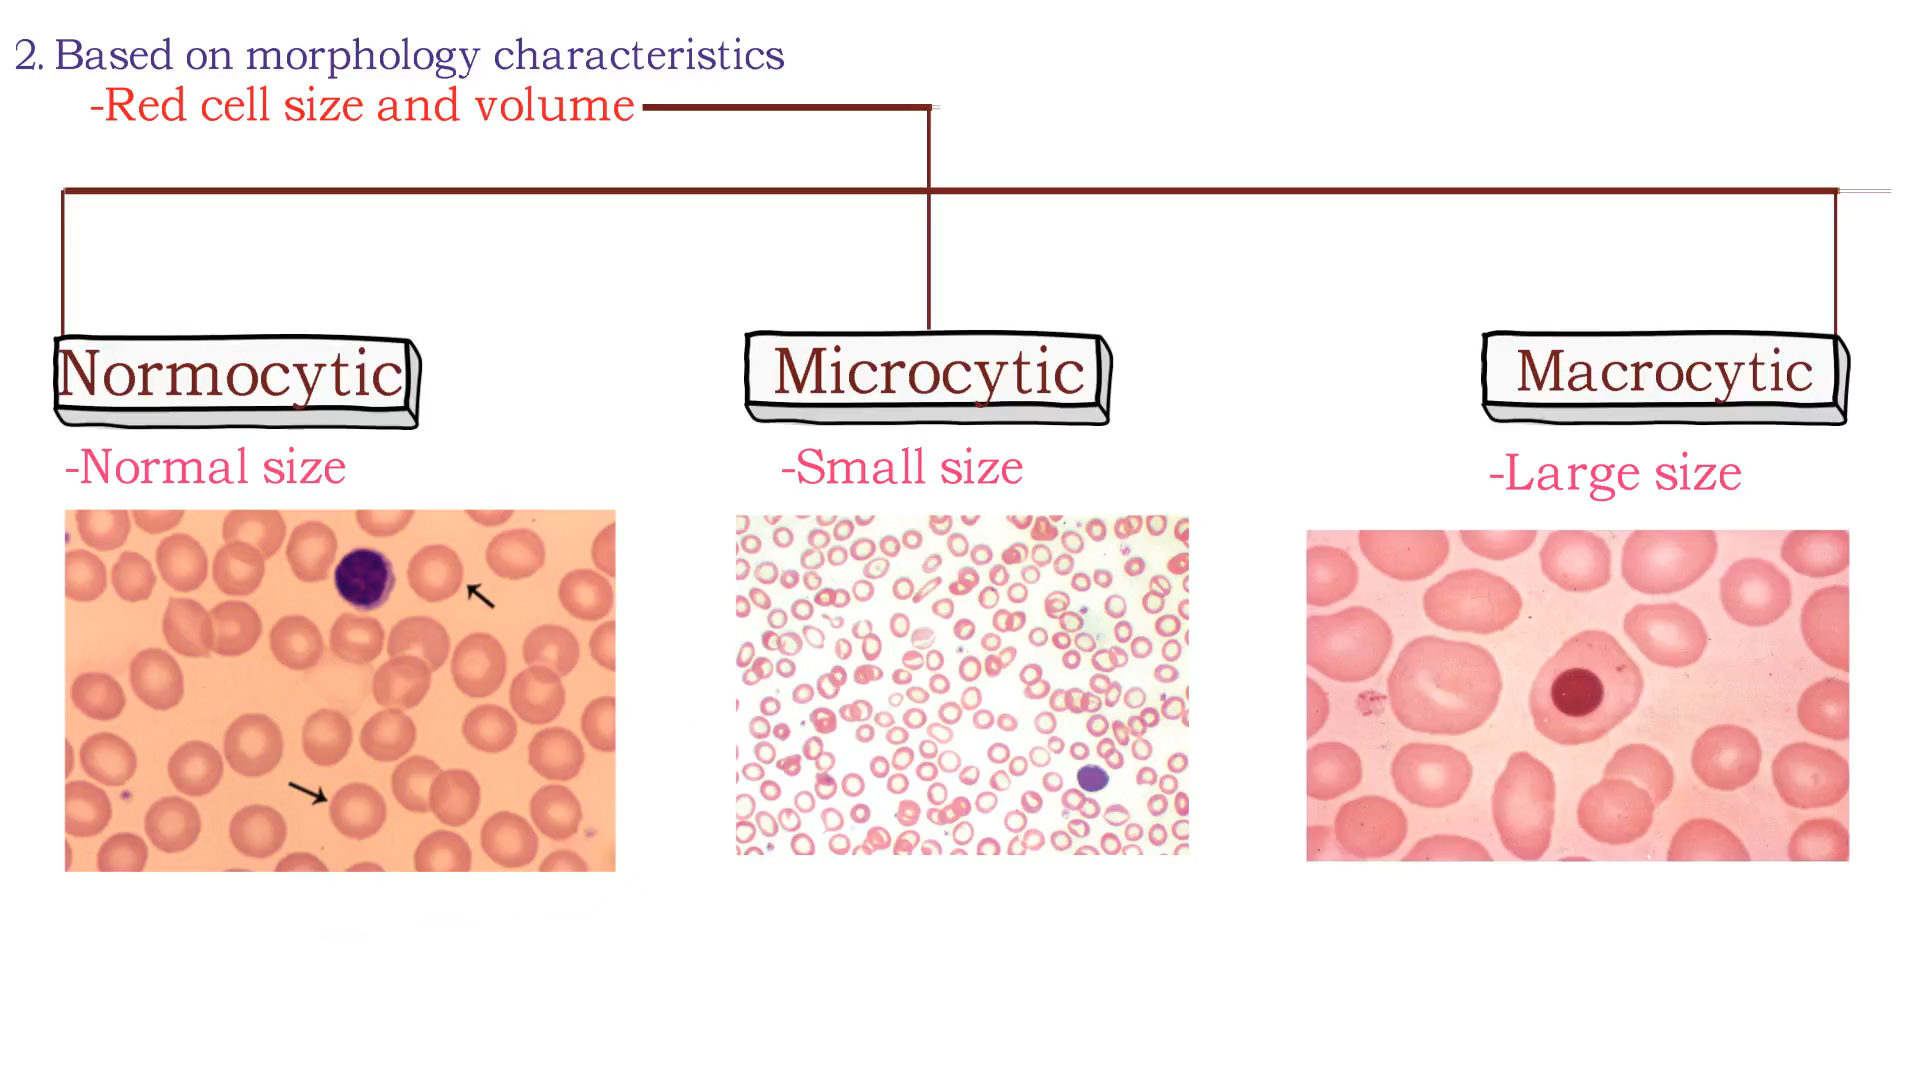 2. Based on morphology characteristics
-Red cell size and volume
Normocytic
Microcytic
Macrocytic
-Normal size
-Small size
-Large size